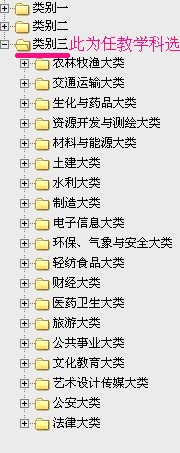 类别一
类别二
类别三此为任教学科选
农林牧渔大类
交通运输大类
生化与药品大类
资源开发与测绘大类
材料与能源大类
土建大类
水利大类
制造大类
电子信息大类
环保、气象与安全大类
轻纺食品大类
财经大类
医药卫生大类
旅游大类
公共事业大类
文化教育大类
艺术设计传媒大类
公安大类
法律大类